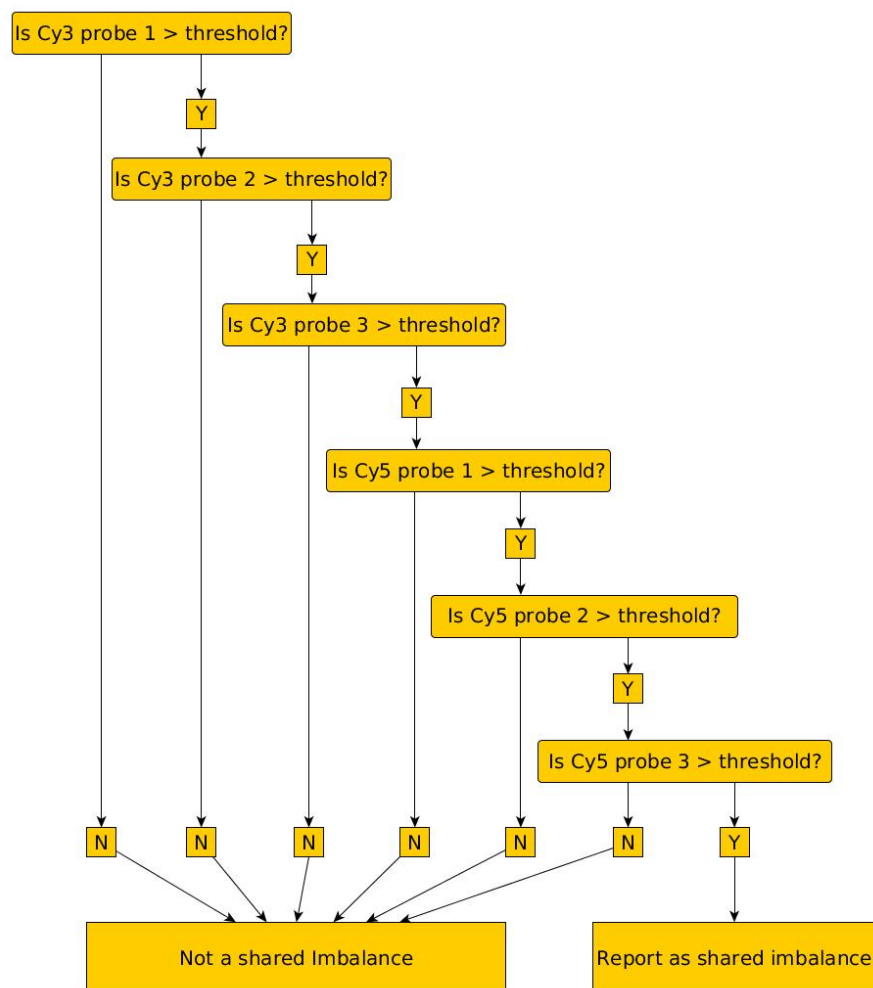 Is Cy3 probe 1 > threshold?
Y
Is Cy3 probe 2 > threshold?
Y
Is Cy3 probe 3 > threshold?
Y
Is Cy5 probe 1 > threshold?
Y
Is Cy5 probe 2 > threshold?
Y
Is Cy5 probe 3 > threshold?
N
N
N
N
N
N
Y
Not a shared Imbalance
Report as shared imbalance